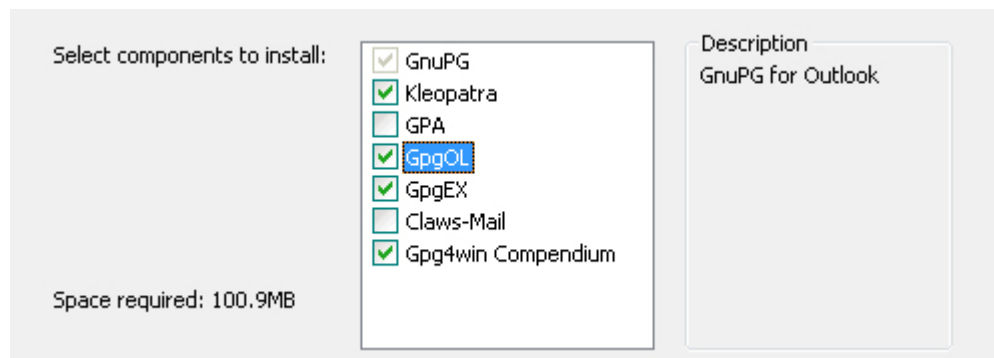 Select components to install:
GnuPG
Kleopatra
GPA
GpgOL
GpgEX
Claws-Mail
Gpg4win Compendium
Space required: 100.9MB
Description
GnuPG for Outlook